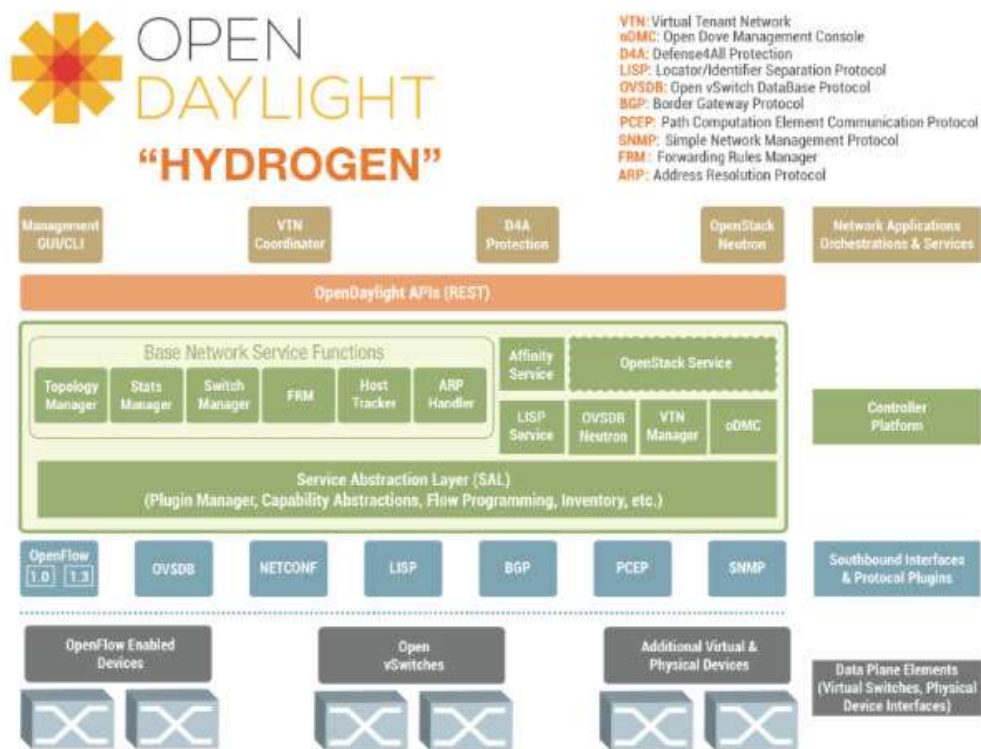 OPEN
DAYLIGHT
“HYDROGEN”
VTN: Virtual Tenant Network
oDMC: Open Dove Management Console
D4A: Defense4All Protection
LISP: Locator/Identifier Separation Protocol
OVSDB: Open vSwitch DataBase Protocol
BGP: Border Gateway Protocol
PCEP: Path Computation Element Communication Protocol
SNMP: Simple Network Management Protocol
FRM : Forwarding Rules Manager
ARP: Address Resolution Protocol
Management
GUI/CLI
VTN
Coordinator
D4A
Protection
OpenStack
Neutron
Network Applications
Orchestrations & Services
OpenDaylight APIs (REST)
Base Network Service Functions
Topology
Manager
Stats
Manager
Switch
Manager
FRM
Host
Tracker
ARP
Handler
Affinity
Service
OpenStack Service
LISP
Service
OVSDB
Neutron
VTN
Manager
oDMC
Controller
Platform
Service Abstraction Layer (SAL)
(Plugin Manager, Capability Abstractions, Flow Programming, Inventory, etc.)
OpenFlow
1.0 1.3
OVSDB
NETCONF
LISP
BGP
PCEP
SNMP
Southbound Interfaces
& Protocol Plugins
OpenFlow Enabled
Devices
Open
vSwitches
Additional Virtual &
Physical Devices
Data Plane Elements
(Virtual Switches, Physical
Device Interfaces)